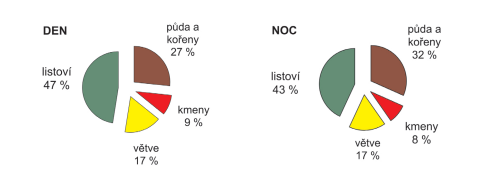 DEN
půda a
kořeny
27 %
listoví
47 %
kmeny
9 %
větve
17 %
NOC
půda a
kořeny
32 %
listoví
43 %
kmeny
8 %
větve
17 %